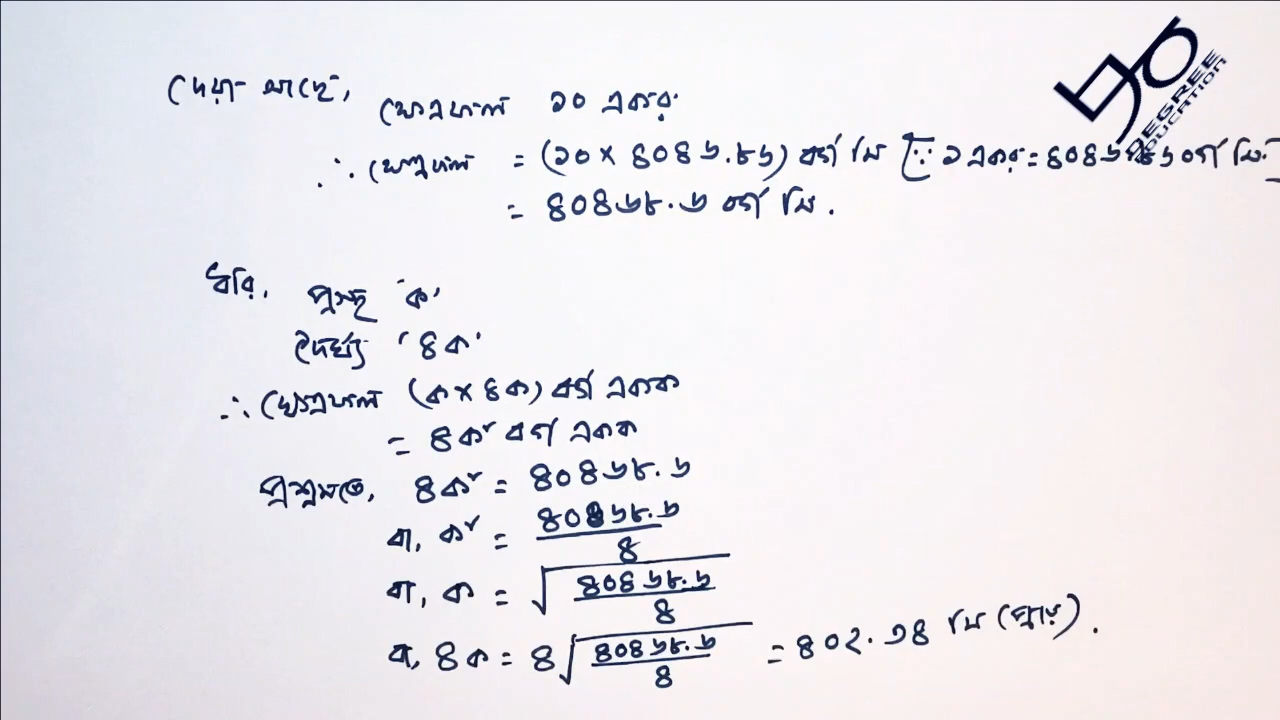 DEGREE
EDUCATION
দেয়া আছে, ক্ষেত্রফল ১০ একর
∴ ক্ষেত্রফল = (১০ × ৪০৪৬.৮৬) বর্গ মি [∵ ১ একর = ৪০৪৬.৮৬ বর্গ মি.]
= ৪০৪৬৮.৬ বর্গ মি.
ধরি, প্রস্থ 'ক'
দৈর্ঘ্য '৪ক'
∴ ক্ষেত্রফল (ক × ৪ক) বর্গ একক
= ৪ক² বর্গ একক
প্রশ্নমতে, ৪ক² = ৪০৪৬৮.৬
বা, ক² = ৪০৪৬৮.৬/৪
বা, ক = √(৪০৪৬৮.৬/৪)
বা, ৪ক = ৪√(৪০৪৬৮.৬/৪) = ৪০২.৩৪ মি (প্রায়).